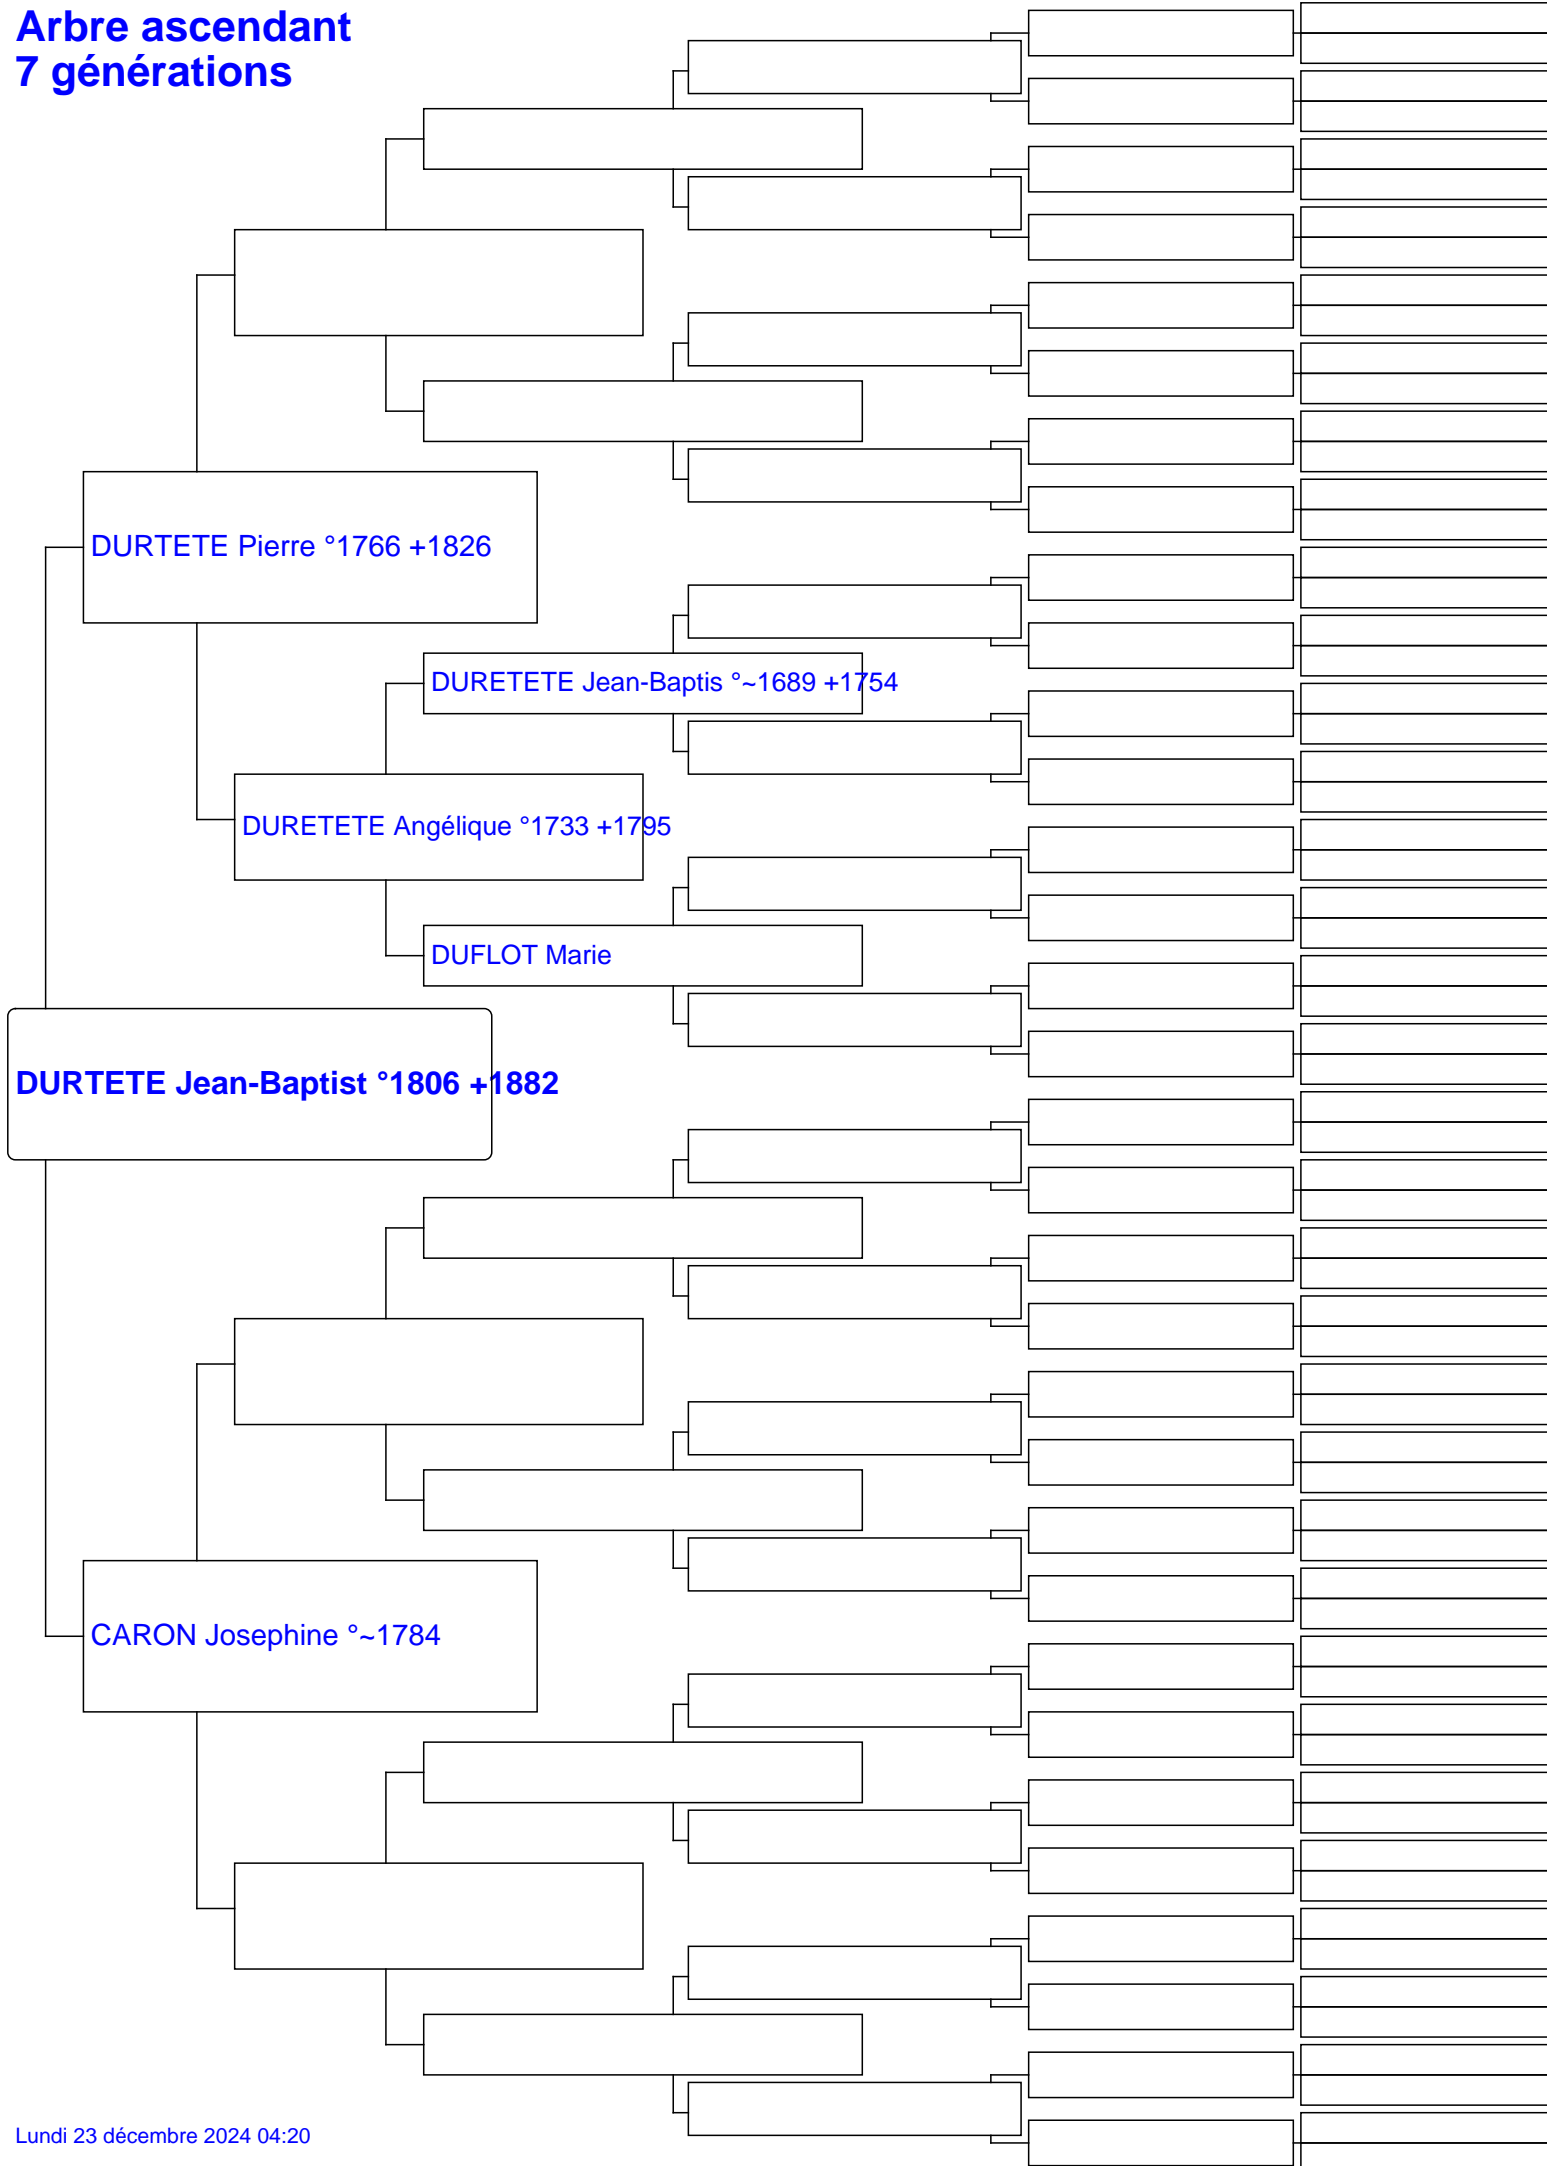 Arbre ascendant
7 générations
DURTETE Pierre °1766 +1826
DURETETE Jean-Baptis °~1689 +1754
DURETETE Angélique °1733 +1795
DUFLOT Marie
DURTETE Jean-Baptist °1806 +1882
CARON Josephine °~1784
Lundi 23 décembre 2024 04:20